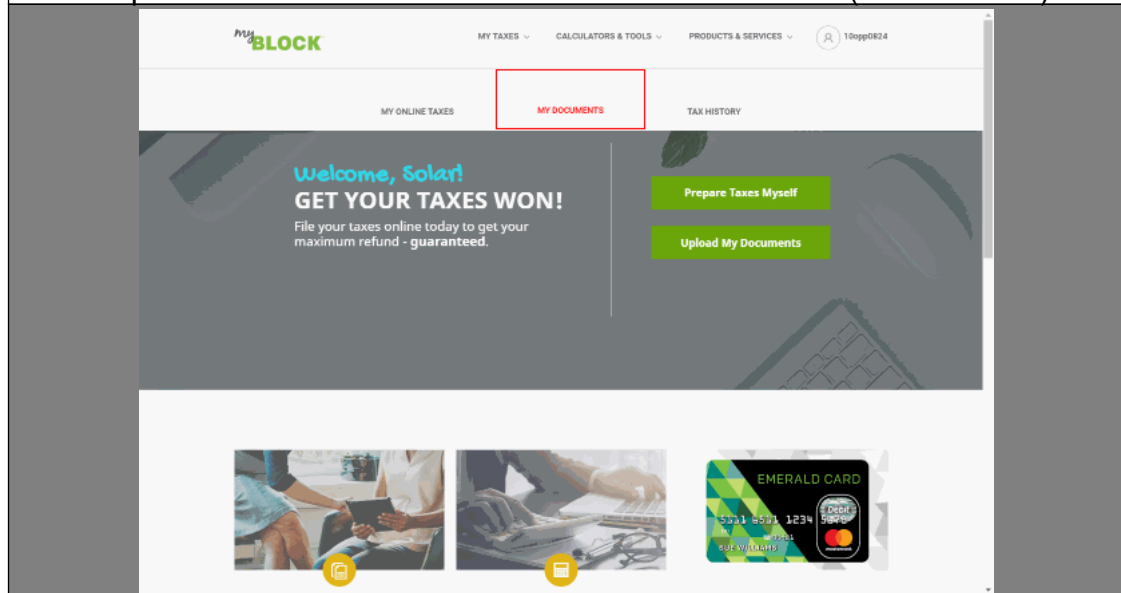 my BLOCK
MY TAXES
CALCULATORS & TOOLS
PRODUCTS & SERVICES
10opp0824
MY ONLINE TAXES
MY DOCUMENTS
TAX HISTORY
Welcome, Solar!
GET YOUR TAXES WON!
File your taxes online today to get your
maximum refund - guaranteed.
Prepare Taxes Myself
Upload My Documents
EMERALD CARD
Debit
SUE WILLIAMS